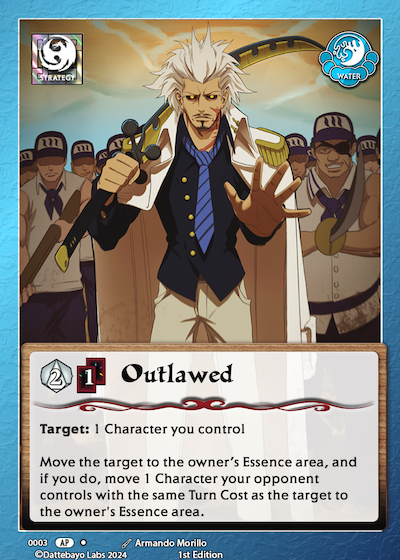 STRATEGY
WATER
2 1 Outlawed
Target: 1 Character you control
Move the target to the owner's Essence area, and
if you do, move 1 Character your opponent
controls with the same Turn Cost as the target to
the owner's Essence area.
0003 AP Armando Morillo
©Dattebayo Labs 2024 1st Edition